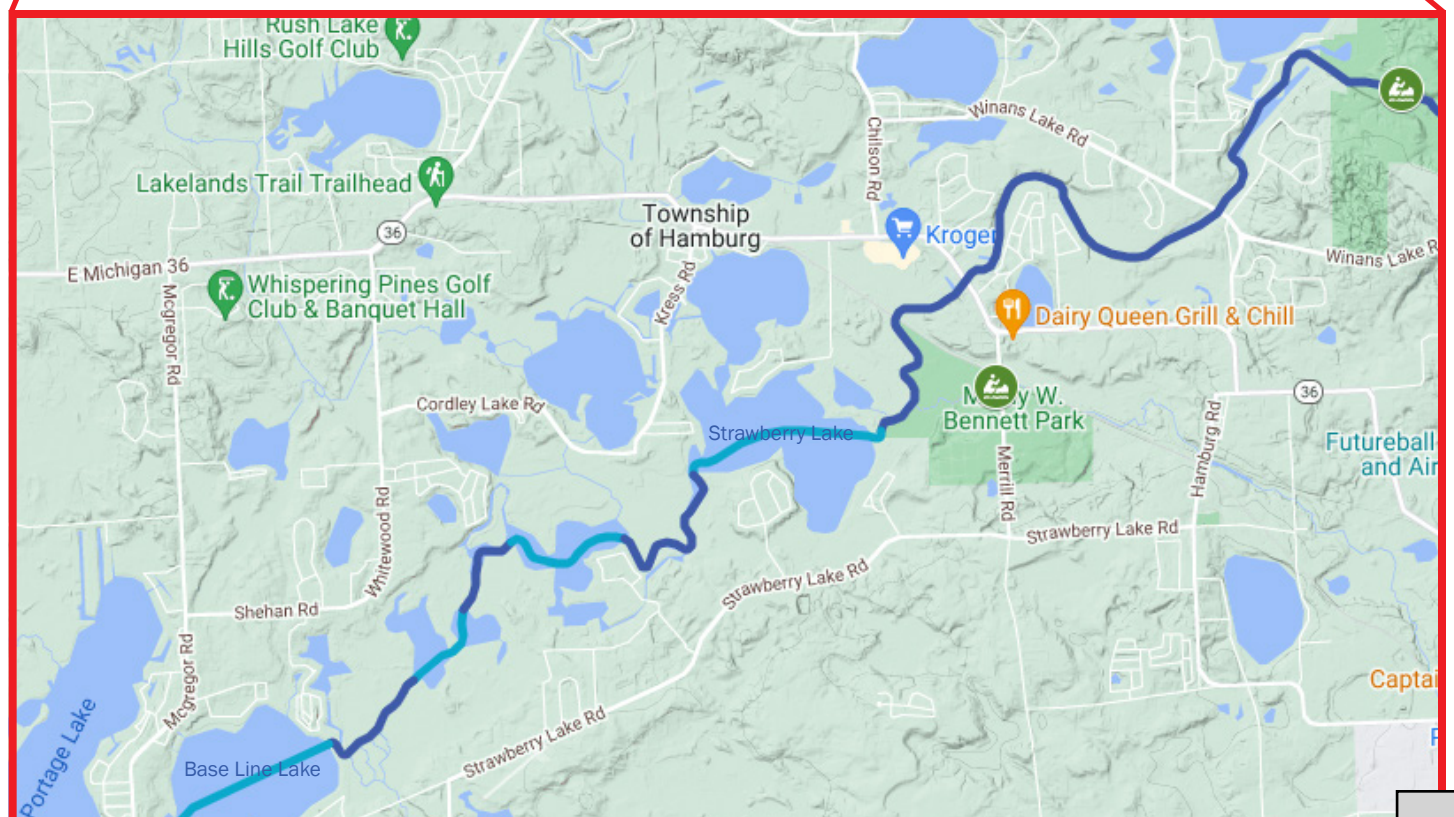 Rush Lake
Hills Golf Club
Winans Lake Rd
Chilson Rd
Lakelands Trail Trailhead
Township
of Hamburg
36
Kroger
E Michigan 36
Winans Lake R
Whispering Pines Golf
Club & Banquet Hall
Mcgregor Rd
Kress Rd
Dairy Queen Grill & Chill
Cordley Lake Rd
36
Bennett Park
W.
Strawberry Lake
Hamburg Rd
Futureball
and Air
Merrill Rd
Whitewood Rd
Strawberry Lake Rd
Strawberry Lake Rd
Shehan Rd
Mcgregor Rd
Captai
Portage Lake
Strawberry Lake Rd
Base Line Lake